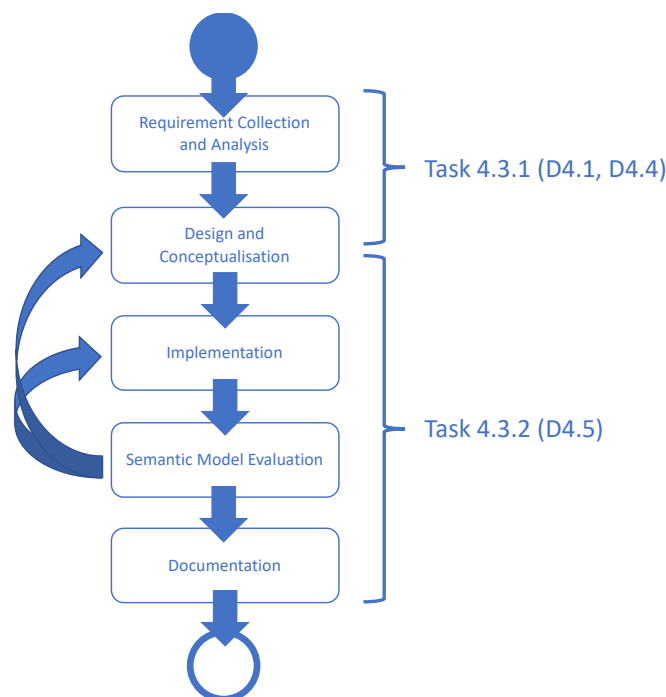 Requirement Collection
and Analysis
Task 4.3.1 (D4.1, D4.4)
Design and
Conceptualisation
Implementation
Task 4.3.2 (D4.5)
Semantic Model Evaluation
Documentation